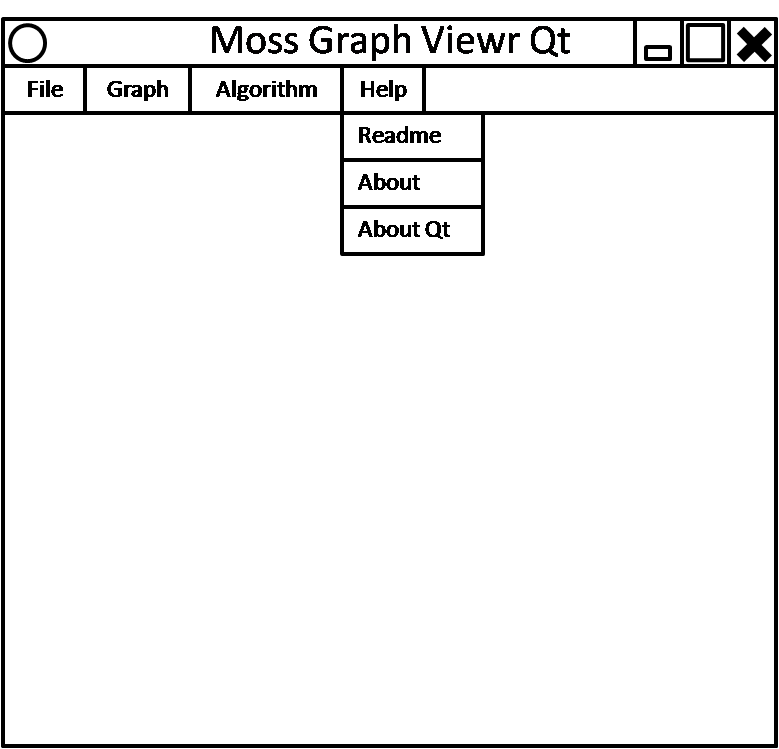 Moss Graph Viewr Qt
File Graph Algorithm Help
Readme
About
About Qt